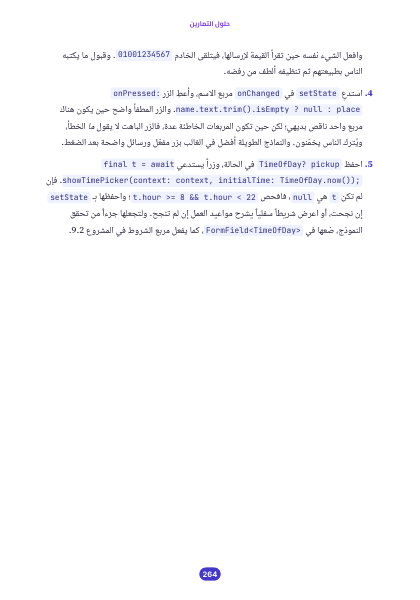 حلول التمارين
وافعل الشيء نفسه حين تقرأ القيمة لإرسالها، فيتلقى الخادم 01001234567 . وقبول ما يكتبه
الناس بطبيعتهم ثم تنظيفه ألطف من رفضه.
4. استدعِ setState في onChanged مربع الاسم، وأعطِ الزر onPressed:
name.text.trim().isEmpty ? null : place. والزر المطفأ واضح حين يكون هناك
مربع واحد ناقص بديهي؛ لكن حين تكون المربعات الخاطئة عدة، فالزر الباهت لا يقول ما الخطأ،
ويُترك الناس يخمّنون. والنماذج الطويلة أفضل في الغالب بزر مفعّل ورسائل واضحة بعد الضغط.
5. احفظ TimeOfDay? pickup في الحالة، وزراً يستدعي final t = await
showTimePicker(context: context, initialTime: TimeOfDay.now());. فإن
لم تكن t هي null ، فافحص t.hour >= 8 && t.hour < 22 ؛ واحفظها بـ setState
إن نجحت، أو اعرض شريطاً سفلياً يشرح مواعيد العمل إن لم تنجح. ولتجعلها جزءاً من تحقق
النموذج، ضعها في FormField<TimeOfDay> ، كما يفعل مربع الشروط في المشروع 9.2.
264